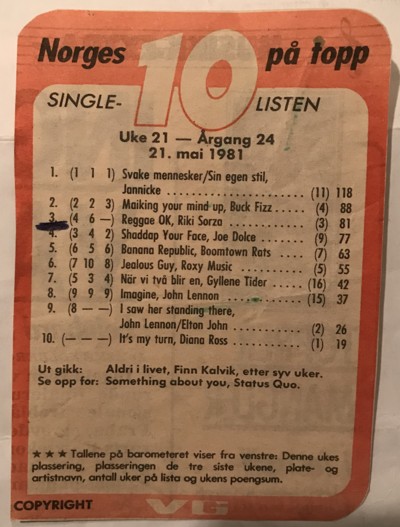 Norges 10 på topp
SINGLE- LISTEN
Uke 21 — Årgang 24
21. mai 1981
1. (1 1 1) Svake mennesker/Sin egen stil,
Jannicke . . . . . . . . . . . . . . . . . . . . . (11) 118
2. (2 2 3) Maiking your mind up, Buck Fizz . . . (4) 88
3. (4 6 —) Reggae OK, Riki Sorza . . . . . . . . . . (3) 81
4. (3 4 2) Shaddap Your Face, Joe Dolce . . . . (9) 77
5. (6 5 6) Banana Republic, Boomtown Rats . . (7) 63
6. (7 10 8) Jealous Guy, Roxy Music . . . . . . . . (5) 55
7. (5 3 4) När vi två blir en, Gyllene Tider . . . . (16) 42
8. (9 9 9) Imagine, John Lennon . . . . . . . . . . (15) 37
9. (8 — —) I saw her standing there,
John Lennon/Elton John . . . . . . . . . (2) 26
10. (— — —) It's my turn, Diana Ross . . . . . . . . . (1) 19
Ut gikk: Aldri i livet, Finn Kalvik, etter syv uker.
Se opp for: Something about you, Status Quo.
★ ★ ★ Tallene på barometeret viser fra venstre: Denne ukes
plassering, plasseringen de tre siste ukene, plate- og
artistnavn, antall uker på lista og ukens poengsum.
COPYRIGHT VG